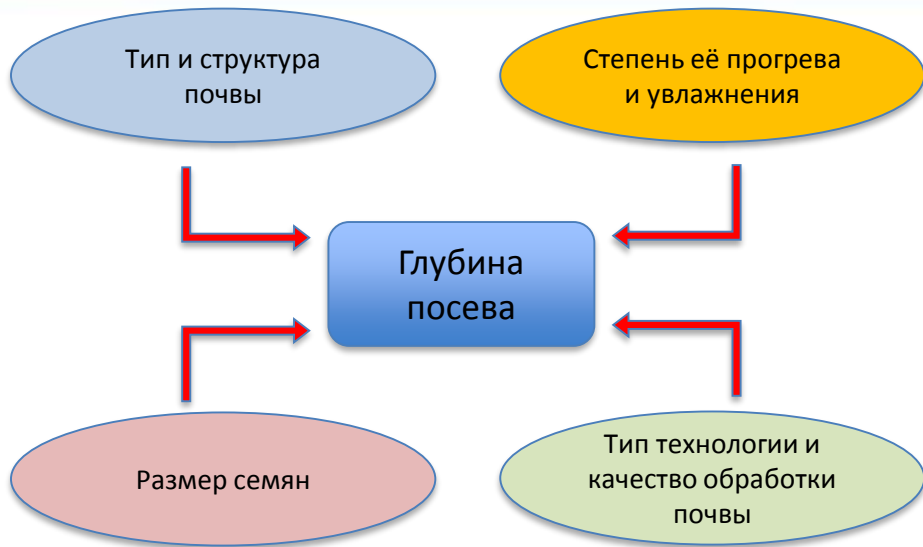 Тип и структура
почвы
Степень её прогрева
и увлажнения
Глубина
посева
Размер семян
Тип технологии и
качество обработки
почвы